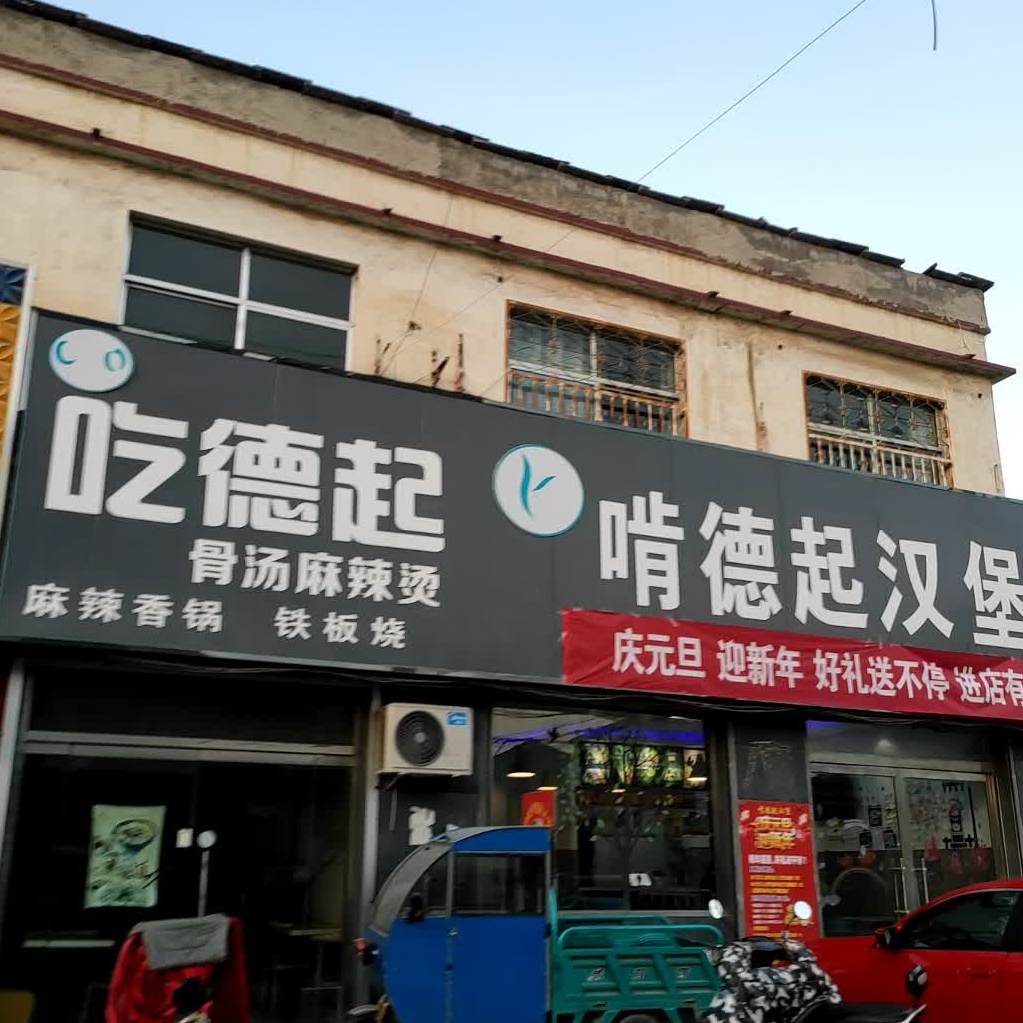 吃德起
骨汤麻辣烫
麻辣香锅 铁板烧
啃德起汉堡
庆元旦 迎新年 好礼送不停 进店有